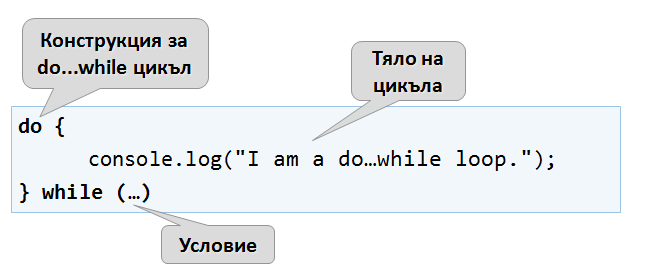 Конструкция за
do...while цикъл
Тяло на
цикъла
do {
console.log("I am a do…while loop.");
} while (…)
Условие